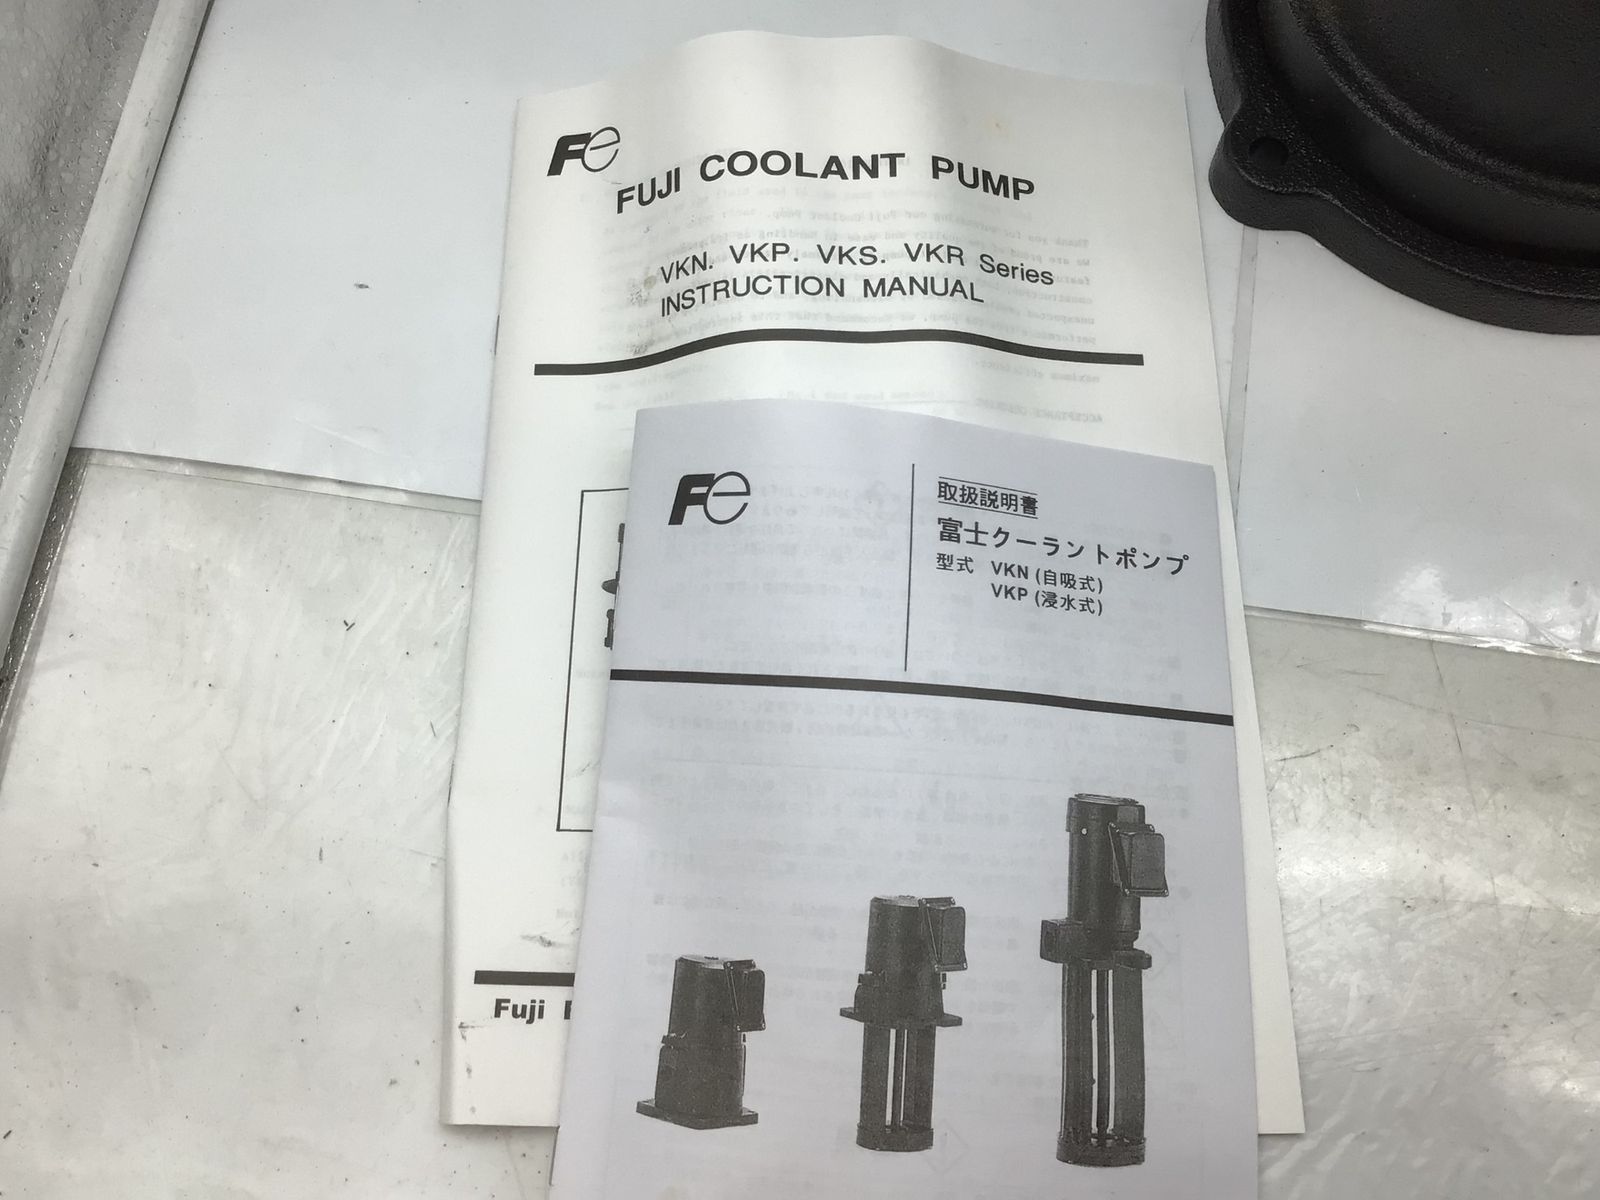 Fe
FUJI COOLANT PUMP
VKN. VKP. VKS. VKR Series
INSTRUCTION MANUAL
Fuji
Fe
取扱説明書
富士クーラントポンプ
型式 VKN (自吸式)
VKP (浸水式)